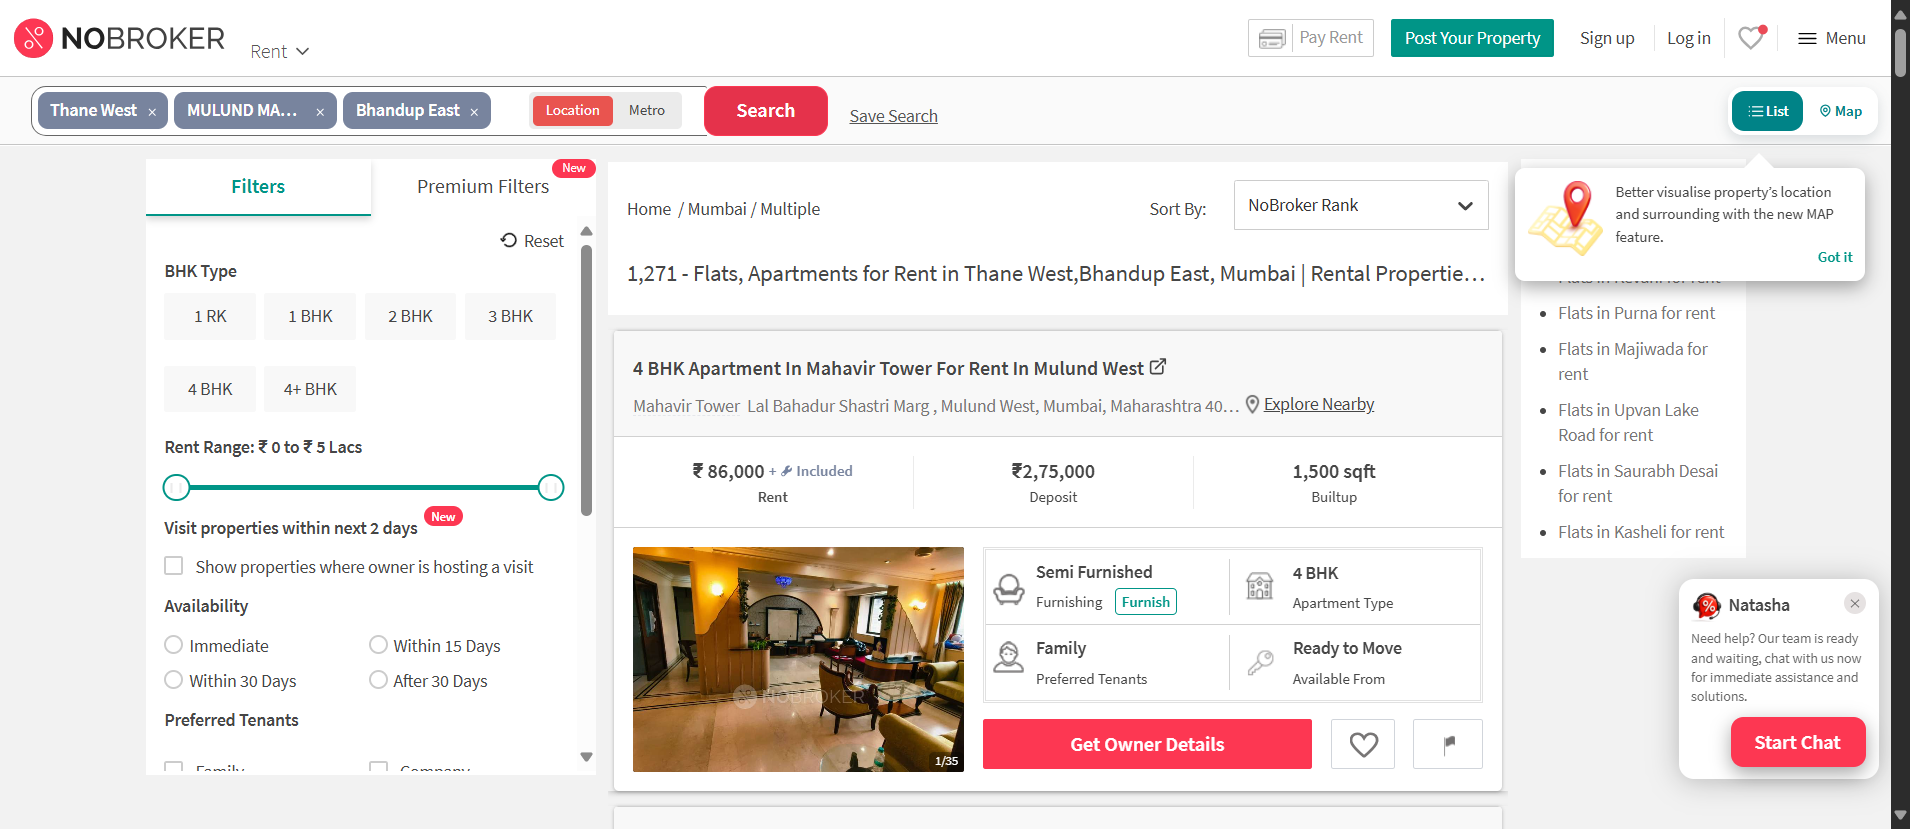 NOBROKER
Rent
Pay Rent
Post Your Property
Sign up
Log in
Menu
Thane West ×
MULUND MA... ×
Bhandup East ×
Location
Metro
Search
Save Search
List
Map
Filters
Premium Filters
New
Reset
BHK Type
1 RK
1 BHK
2 BHK
3 BHK
4 BHK
4+ BHK
Rent Range: ₹ 0 to ₹ 5 Lacs
Visit properties within next 2 days
New
Show properties where owner is hosting a visit
Availability
Immediate
Within 15 Days
Within 30 Days
After 30 Days
Preferred Tenants
Family
Company
Home / Mumbai / Multiple
Sort By:
NoBroker Rank
1,271 - Flats, Apartments for Rent in Thane West,Bhandup East, Mumbai | Rental Propertie...
4 BHK Apartment In Mahavir Tower For Rent In Mulund West
Mahavir Tower Lal Bahadur Shastri Marg , Mulund West, Mumbai, Maharashtra 40...
Explore Nearby
₹ 86,000 + Included
Rent
₹2,75,000
Deposit
1,500 sqft
Builtup
NOBROKER
1/35
Semi Furnished
Furnishing
Furnish
4 BHK
Apartment Type
Family
Preferred Tenants
Ready to Move
Available From
Get Owner Details
Better visualise property's location
and surrounding with the new MAP
feature.
Got it
Flats in Purna for rent
Flats in Majiwada for
rent
Flats in Upvan Lake
Road for rent
Flats in Saurabh Desai
for rent
Flats in Kasheli for rent
Natasha
Need help? Our team is ready
and waiting, chat with us now
for immediate assistance and
solutions.
Start Chat